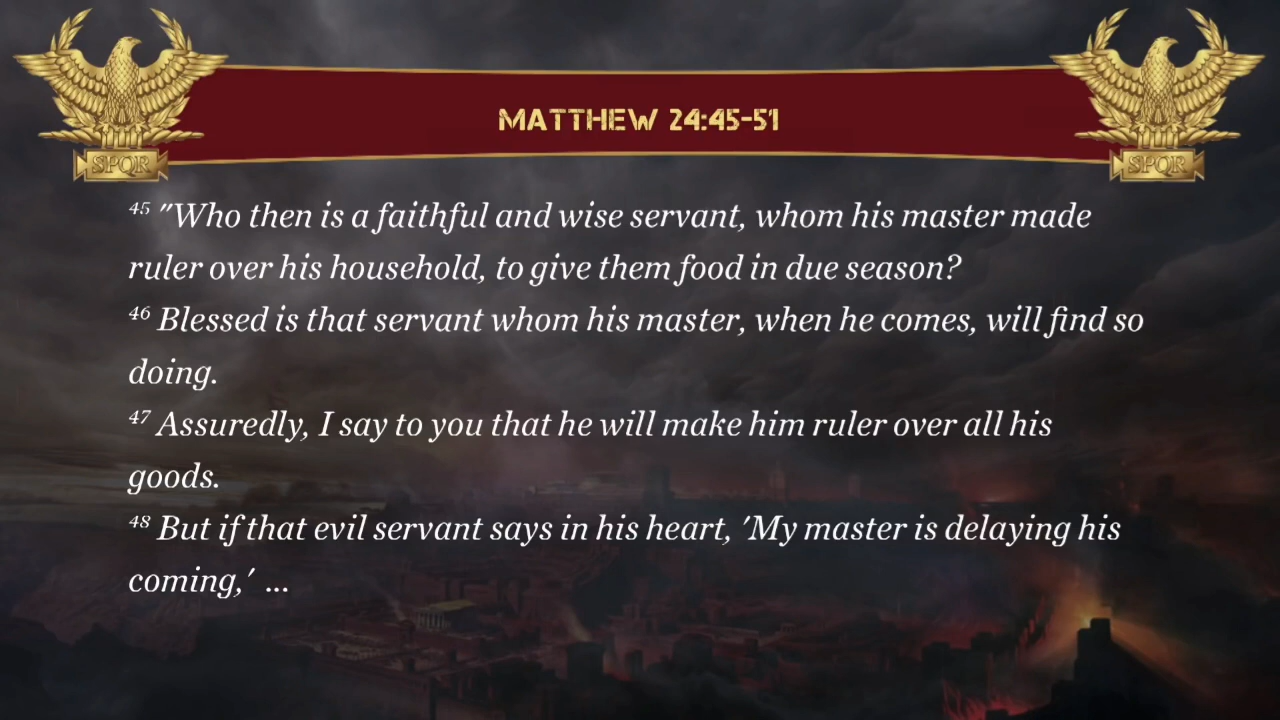 MATTHEW 24:45-51
SPQR
SPQR
45 "Who then is a faithful and wise servant, whom his master made
ruler over his household, to give them food in due season?
46 Blessed is that servant whom his master, when he comes, will find so
doing.
47 Assuredly, I say to you that he will make him ruler over all his
goods.
48 But if that evil servant says in his heart, 'My master is delaying his
coming,' ...